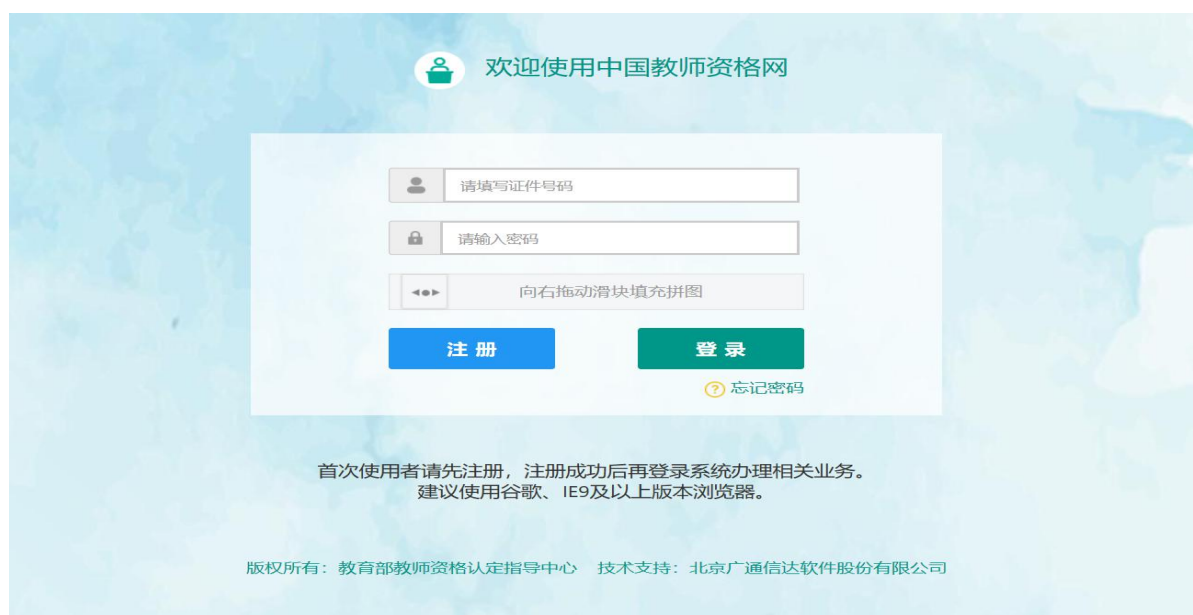 欢迎使用中国教师资格网
请填写证件号码
请输入密码
向右拖动滑块填充拼图
注 册
登 录
忘记密码
首次使用者请先注册，注册成功后再登录系统办理相关业务。
建议使用谷歌、IE9及以上版本浏览器。
版权所有：教育部教师资格认定指导中心 技术支持：北京广通信达软件股份有限公司